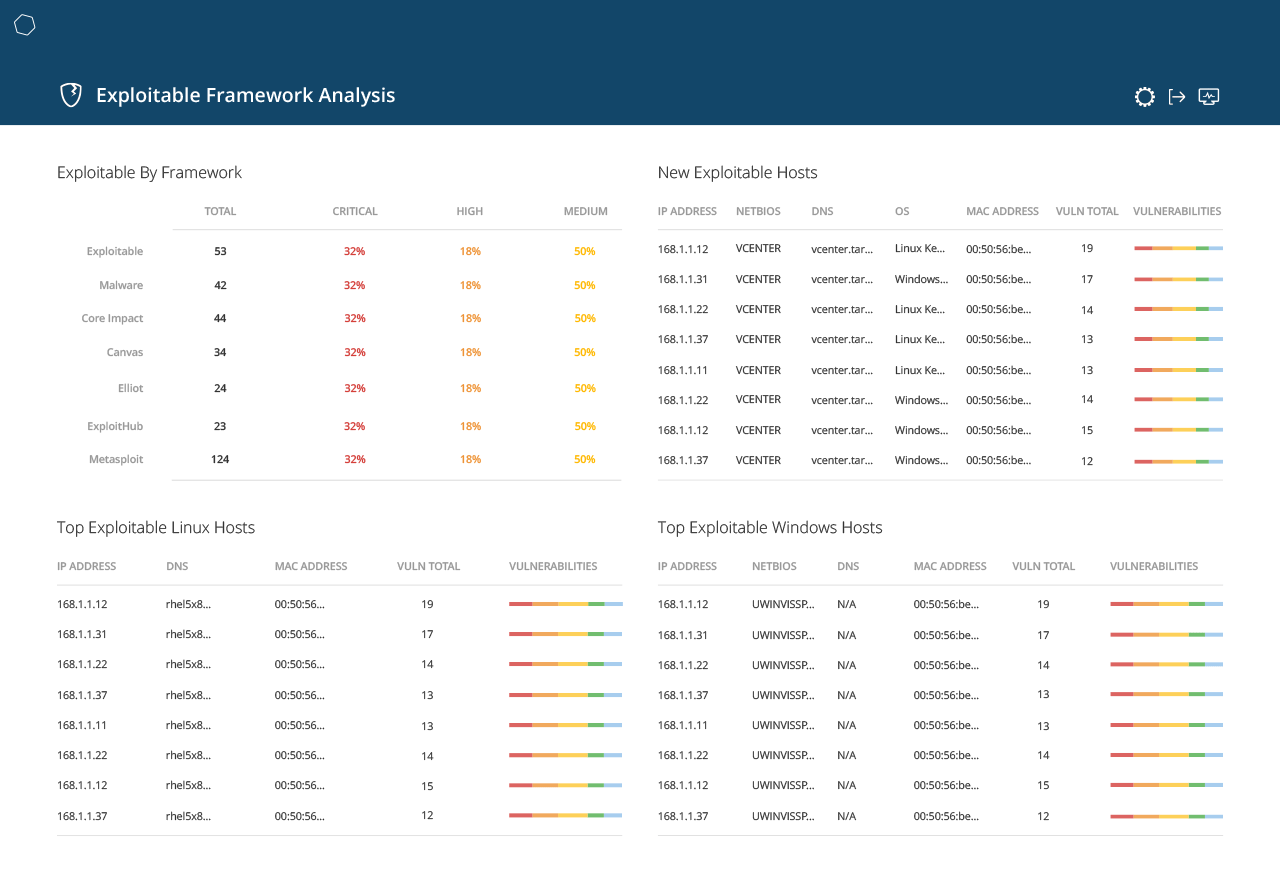 Exploitable Framework Analysis
Exploitable By Framework
TOTAL CRITICAL HIGH MEDIUM
Exploitable 53 32% 18% 50%
Malware 42 32% 18% 50%
Core Impact 44 32% 18% 50%
Canvas 34 32% 18% 50%
Elliot 24 32% 18% 50%
ExploitHub 23 32% 18% 50%
Metasploit 124 32% 18% 50%
New Exploitable Hosts
IP ADDRESS NETBIOS DNS OS MAC ADDRESS VULN TOTAL VULNERABILITIES
168.1.1.12 VCENTER vcenter.tar... Linux Ke... 00:50:56:be... 19
168.1.1.31 VCENTER vcenter.tar... Windows... 00:50:56:be... 17
168.1.1.22 VCENTER vcenter.tar... Linux Ke... 00:50:56:be... 14
168.1.1.37 VCENTER vcenter.tar... Linux Ke... 00:50:56:be... 13
168.1.1.11 VCENTER vcenter.tar... Linux Ke... 00:50:56:be... 13
168.1.1.22 VCENTER vcenter.tar... Windows... 00:50:56:be... 14
168.1.1.12 VCENTER vcenter.tar... Windows... 00:50:56:be... 15
168.1.1.37 VCENTER vcenter.tar... Windows... 00:50:56:be... 12
Top Exploitable Linux Hosts
IP ADDRESS DNS MAC ADDRESS VULN TOTAL VULNERABILITIES
168.1.1.12 rhel5x8... 00:50:56... 19
168.1.1.31 rhel5x8... 00:50:56... 17
168.1.1.22 rhel5x8... 00:50:56... 14
168.1.1.37 rhel5x8... 00:50:56... 13
168.1.1.11 rhel5x8... 00:50:56... 13
168.1.1.22 rhel5x8... 00:50:56... 14
168.1.1.12 rhel5x8... 00:50:56... 15
168.1.1.37 rhel5x8... 00:50:56... 12
Top Exploitable Windows Hosts
IP ADDRESS NETBIOS DNS MAC ADDRESS VULN TOTAL VULNERABILITIES
168.1.1.12 UWINVISSP... N/A 00:50:56:be... 19
168.1.1.31 UWINVISSP... N/A 00:50:56:be... 17
168.1.1.22 UWINVISSP... N/A 00:50:56:be... 14
168.1.1.37 UWINVISSP... N/A 00:50:56:be... 13
168.1.1.11 UWINVISSP... N/A 00:50:56:be... 13
168.1.1.22 UWINVISSP... N/A 00:50:56:be... 14
168.1.1.12 UWINVISSP... N/A 00:50:56:be... 15
168.1.1.37 UWINVISSP... N/A 00:50:56:be... 12